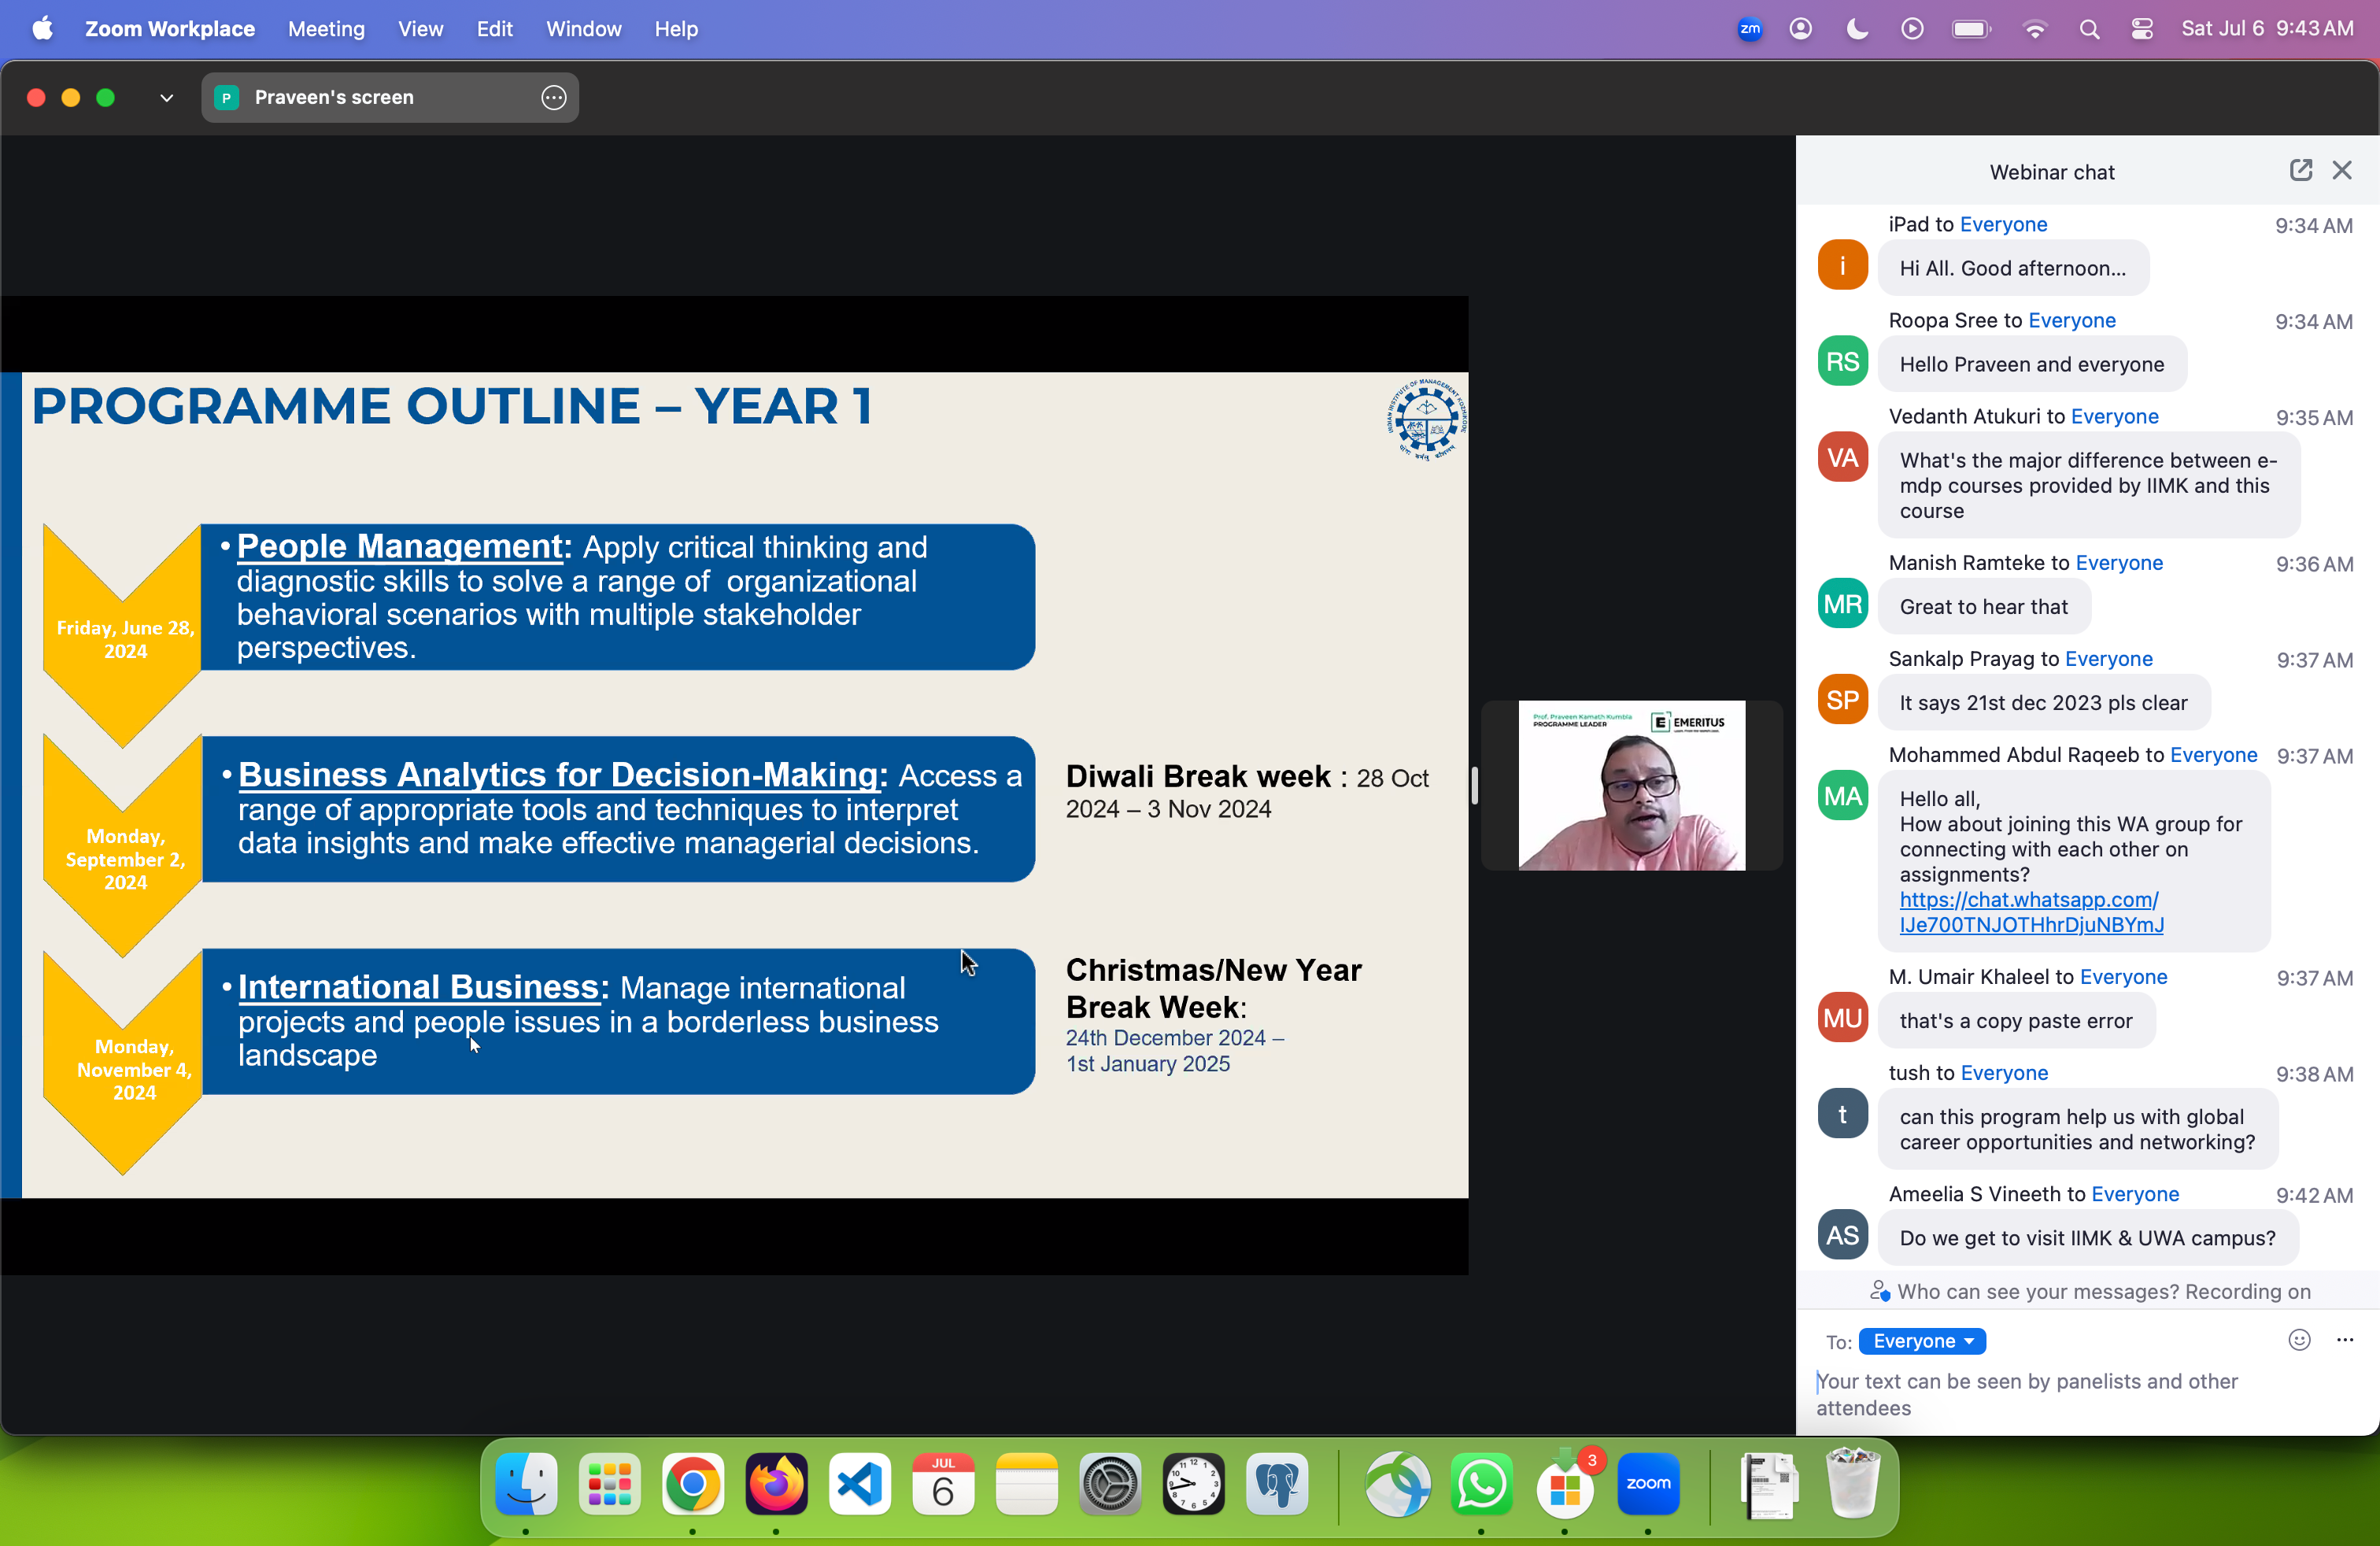 Zoom Workplace Meeting View Edit Window Help
zm
Sat Jul 6 9:43 AM
P Praveen's screen
PROGRAMME OUTLINE – YEAR 1
INDIAN INSTITUTE OF MANAGEMENT KOZHIKODE
Friday, June 28,
2024
• People Management: Apply critical thinking and
diagnostic skills to solve a range of organizational
behavioral scenarios with multiple stakeholder
perspectives.
Monday,
September 2,
2024
• Business Analytics for Decision-Making: Access a
range of appropriate tools and techniques to interpret
data insights and make effective managerial decisions.
Diwali Break week : 28 Oct
2024 – 3 Nov 2024
Monday,
November 4,
2024
• International Business: Manage international
projects and people issues in a borderless business
landscape
Christmas/New Year
Break Week:
24th December 2024 –
1st January 2025
Prof. Praveen Kamath Kumbla
PROGRAMME LEADER
E EMERITUS
Webinar chat
iPad to Everyone 9:34 AM
i
Hi All. Good afternoon...
Roopa Sree to Everyone 9:34 AM
RS
Hello Praveen and everyone
Vedanth Atukuri to Everyone 9:35 AM
VA
What's the major difference between e-
mdp courses provided by IIMK and this
course
Manish Ramteke to Everyone 9:36 AM
MR
Great to hear that
Sankalp Prayag to Everyone 9:37 AM
SP
It says 21st dec 2023 pls clear
Mohammed Abdul Raqeeb to Everyone 9:37 AM
MA
Hello all,
How about joining this WA group for
connecting with each other on
assignments?
https://chat.whatsapp.com/
IJe700TNJOTHhrDjuNBYmJ
M. Umair Khaleel to Everyone 9:37 AM
MU
that's a copy paste error
tush to Everyone 9:38 AM
t
can this program help us with global
career opportunities and networking?
Ameelia S Vineeth to Everyone 9:42 AM
AS
Do we get to visit IIMK & UWA campus?
Who can see your messages? Recording on
To: Everyone
Your text can be seen by panelists and other
attendees
JUL
6
3
zoom